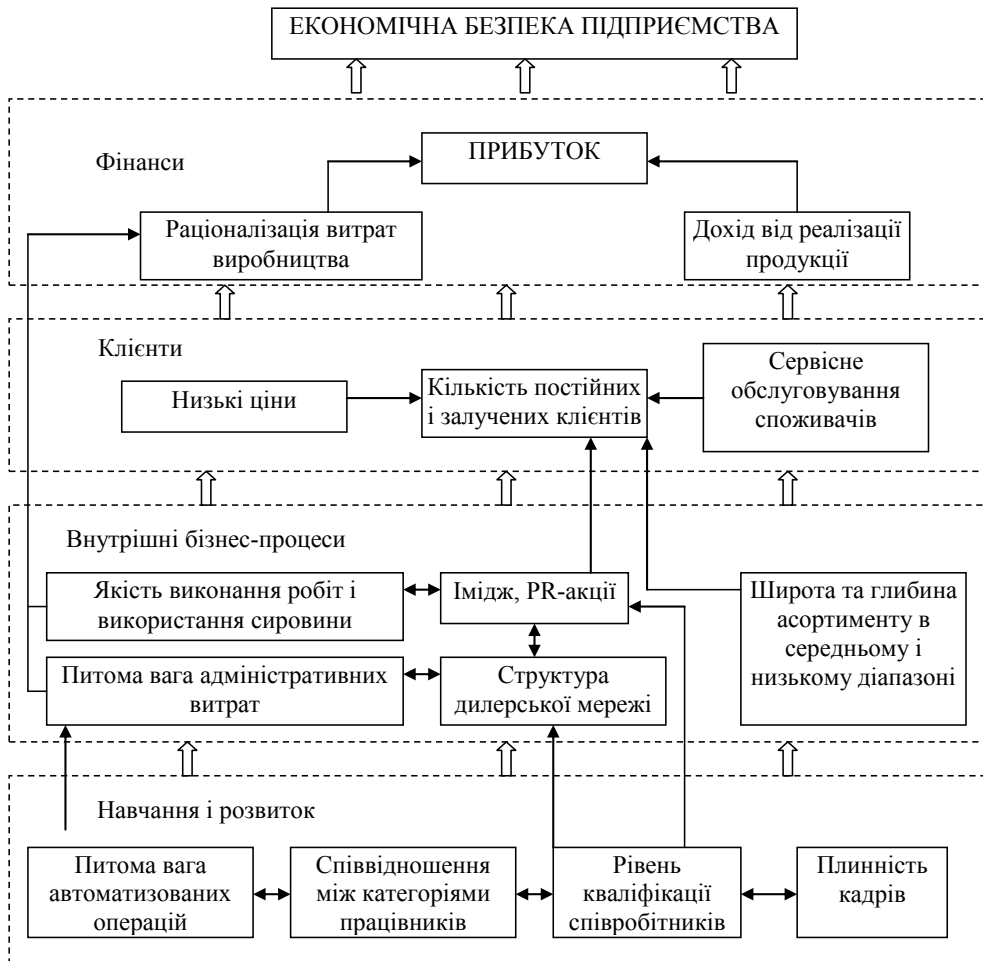 ЕКОНОМІЧНА БЕЗПЕКА ПІДПРИЄМСТВА
Фінанси
ПРИБУТОК
Раціоналізація витрат
виробництва
Дохід від реалізації
продукції
Клієнти
Низькі ціни
Кількість постійних
і залучених клієнтів
Сервісне
обслуговування
споживачів
Внутрішні бізнес-процеси
Якість виконання робіт і
використання сировини
Імідж, PR-акції
Широта та глибина
асортименту в
середньому і
низькому діапазоні
Питома вага адміністративних
витрат
Структура
дилерської мережі
Навчання і розвиток
Питома вага
автоматизованих
операцій
Співвідношення
між категоріями
працівників
Рівень
кваліфікації
співробітників
Плинність
кадрів